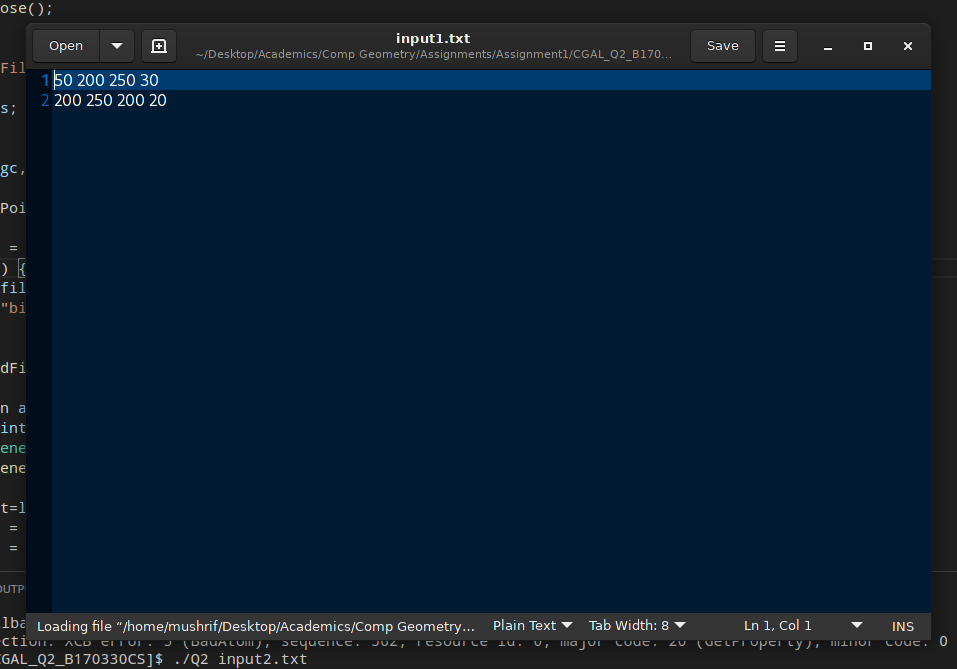 ose();
Open
input1.txt
~/Desktop/Academics/Comp Geometry/Assignments/Assignment1/CGAL_Q2_B170...
Save
Fil
1 50 200 250 30
2 200 250 200 20
s;
gc,
Poi
=
) {
fil
"bi
dFi
n a
int
ene
ene
t=l
=
=
OUTP
lba
Loading file “/home/mushrif/Desktop/Academics/Comp Geometry...
Plain Text
Tab Width: 8
Ln 1, Col 1
INS
ction: XCB error: 5 (BadAtom), sequence: 562, resource id: 0, major code: 20 (GetProperty), minor code: 0
CGAL_Q2_B170330CS]$ ./Q2 input2.txt